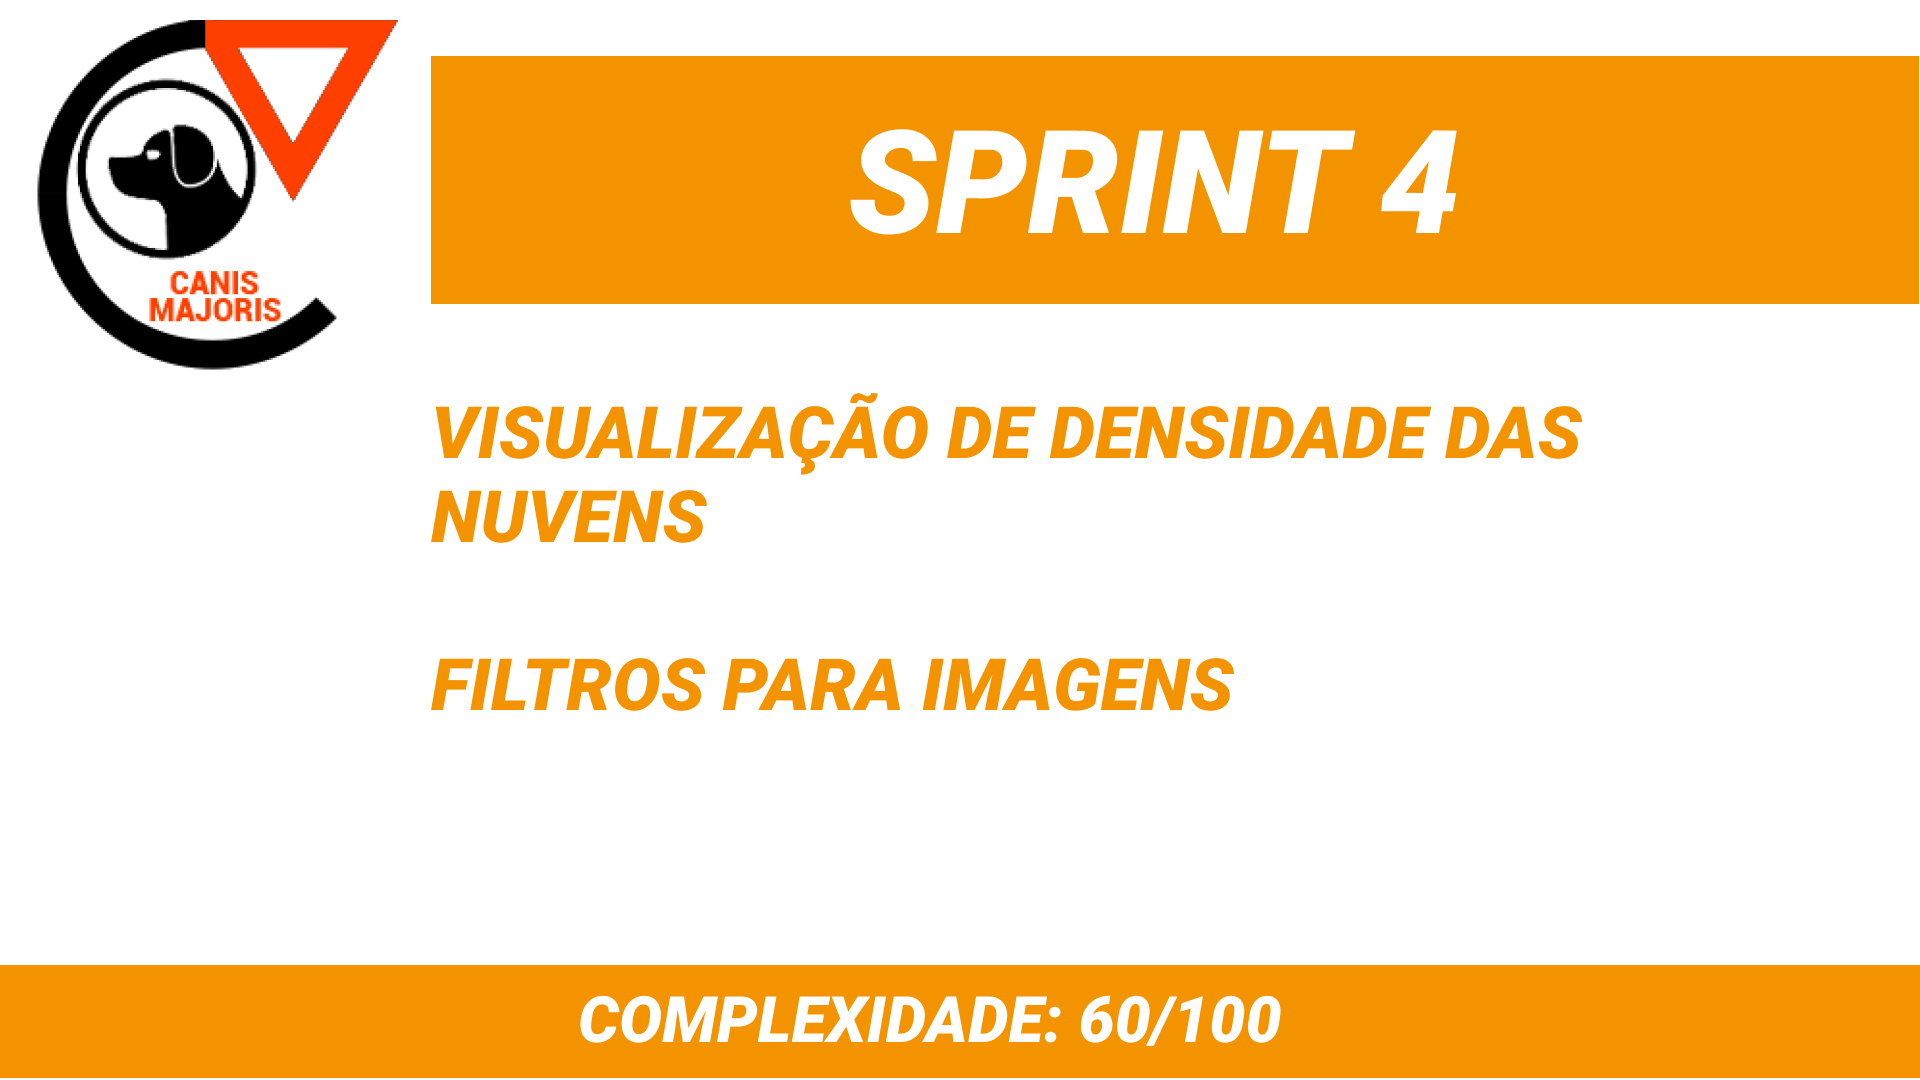 CANIS
MAJORIS
SPRINT 4
VISUALIZAÇÃO DE DENSIDADE DAS
NUVENS
FILTROS PARA IMAGENS
COMPLEXIDADE: 60/100